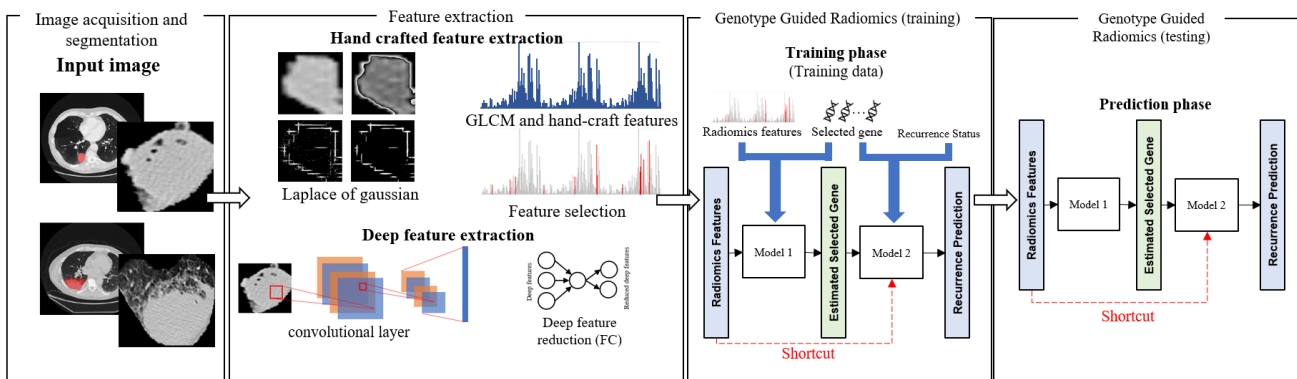 Image acquisition and
segmentation
Input image
Feature extraction
Hand crafted feature extraction
GLCM and hand-craft features
Laplace of gaussian
Feature selection
Deep feature extraction
convolutional layer
Deep features
Reduced deep features
Deep feature
reduction (FC)
Genotype Guided Radiomics (training)
Training phase
(Training data)
Radiomics features
Selected gene
Recurrence Status
Radiomics Features
Model 1
Estimated Selected Gene
Model 2
Recurrence Prediction
Shortcut
Genotype Guided
Radiomics (testing)
Prediction phase
Radiomics Features
Model 1
Estimated Selected Gene
Model 2
Recurrence Prediction
Shortcut